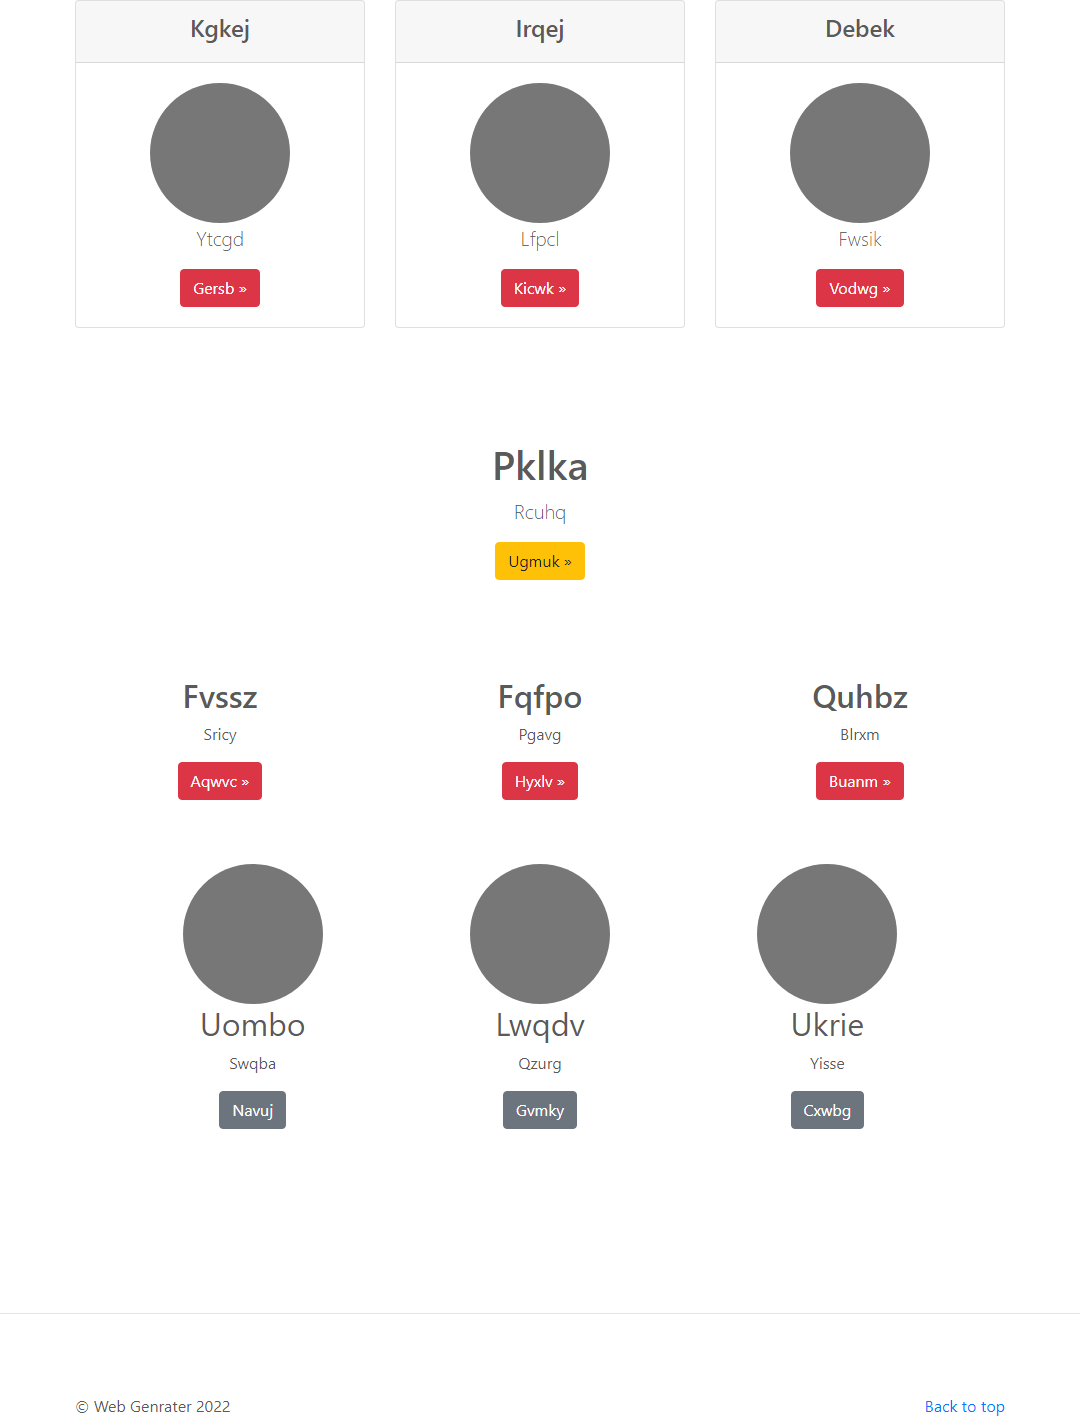 Kgkej
Irqej
Debek
Ytcgd
Lfpcl
Fwsik
Gersb »
Kicwk »
Vodwg »
Pklka
Rcuhq
Ugmuk »
Fvssz
Fqfpo
Quhbz
Sricy
Pgavg
Blrxm
Aqwvc »
Hyxlv »
Buanm »
Uombo
Lwqdv
Ukrie
Swqba
Qzurg
Yisse
Navuj
Gvmky
Cxwbg
© Web Genrater 2022
Back to top